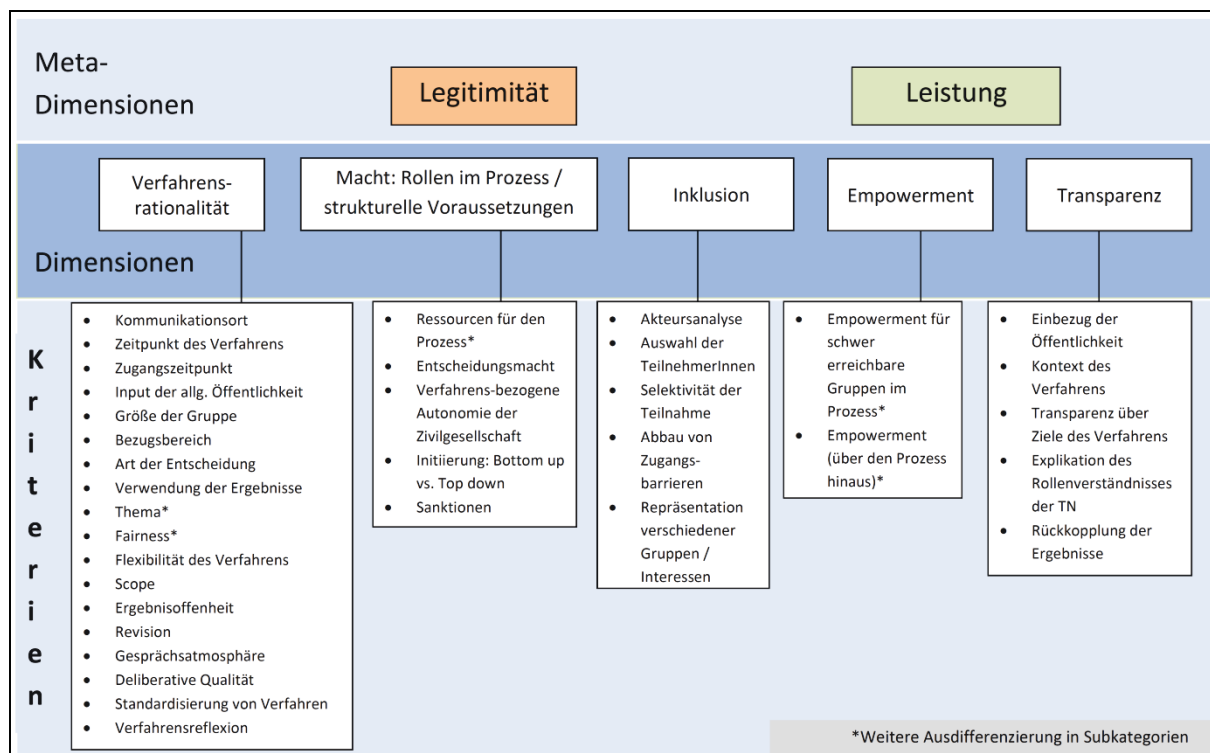 Meta-
Dimensionen
Legitimität
Leistung
Verfahrens-
rationalität
Macht: Rollen im Prozess /
strukturelle Voraussetzungen
Inklusion
Empowerment
Transparenz
Dimensionen
Kriterien
• Kommunikationsort
• Zeitpunkt des Verfahrens
• Zugangszeitpunkt
• Input der allg. Öffentlichkeit
• Größe der Gruppe
• Bezugsbereich
• Art der Entscheidung
• Verwendung der Ergebnisse
• Thema*
• Fairness*
• Flexibilität des Verfahrens
• Scope
• Ergebnisoffenheit
• Revision
• Gesprächsatmosphäre
• Deliberative Qualität
• Standardisierung von Verfahren
• Verfahrensreflexion
• Ressourcen für den
Prozess*
• Entscheidungsmacht
• Verfahrens-bezogene
Autonomie der
Zivilgesellschaft
• Initiierung: Bottom up
vs. Top down
• Sanktionen
• Akteursanalyse
• Auswahl der
TeilnehmerInnen
• Selektivität der
Teilnahme
• Abbau von
Zugangs-
barrieren
• Repräsentation
verschiedener
Gruppen /
Interessen
• Empowerment für
schwer
erreichbare
Gruppen im
Prozess*
• Empowerment
(über den Prozess
hinaus)*
• Einbezug der
Öffentlichkeit
• Kontext des
Verfahrens
• Transparenz über
Ziele des Verfahrens
• Explikation des
Rollenverständnisses
der TN
• Rückkopplung der
Ergebnisse
*Weitere Ausdifferenzierung in Subkategorien